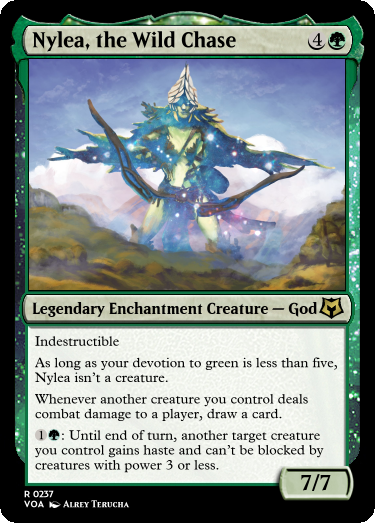 Nylea, the Wild Chase 4
Legendary Enchantment Creature — God
Indestructible
As long as your devotion to green is less than five,
Nylea isn't a creature.
Whenever another creature you control deals
combat damage to a player, draw a card.
1: Until end of turn, another target creature
you control gains haste and can't be blocked by
creatures with power 3 or less.
7/7
R 0237
VOA Alrey Terucha